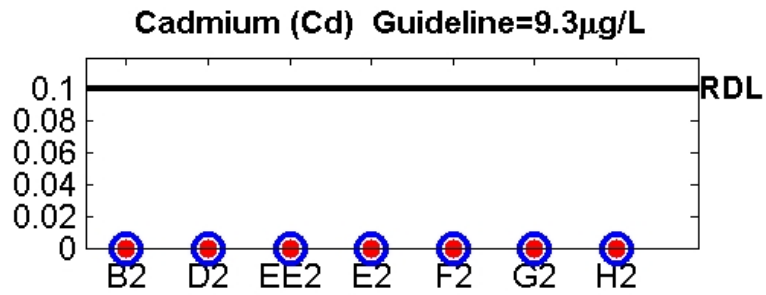 Cadmium (Cd) Guideline=9.3μg/L
0.1
RDL
0.08
0.06
0.04
0.02
0
B2 D2 EE2 E2 F2 G2 H2